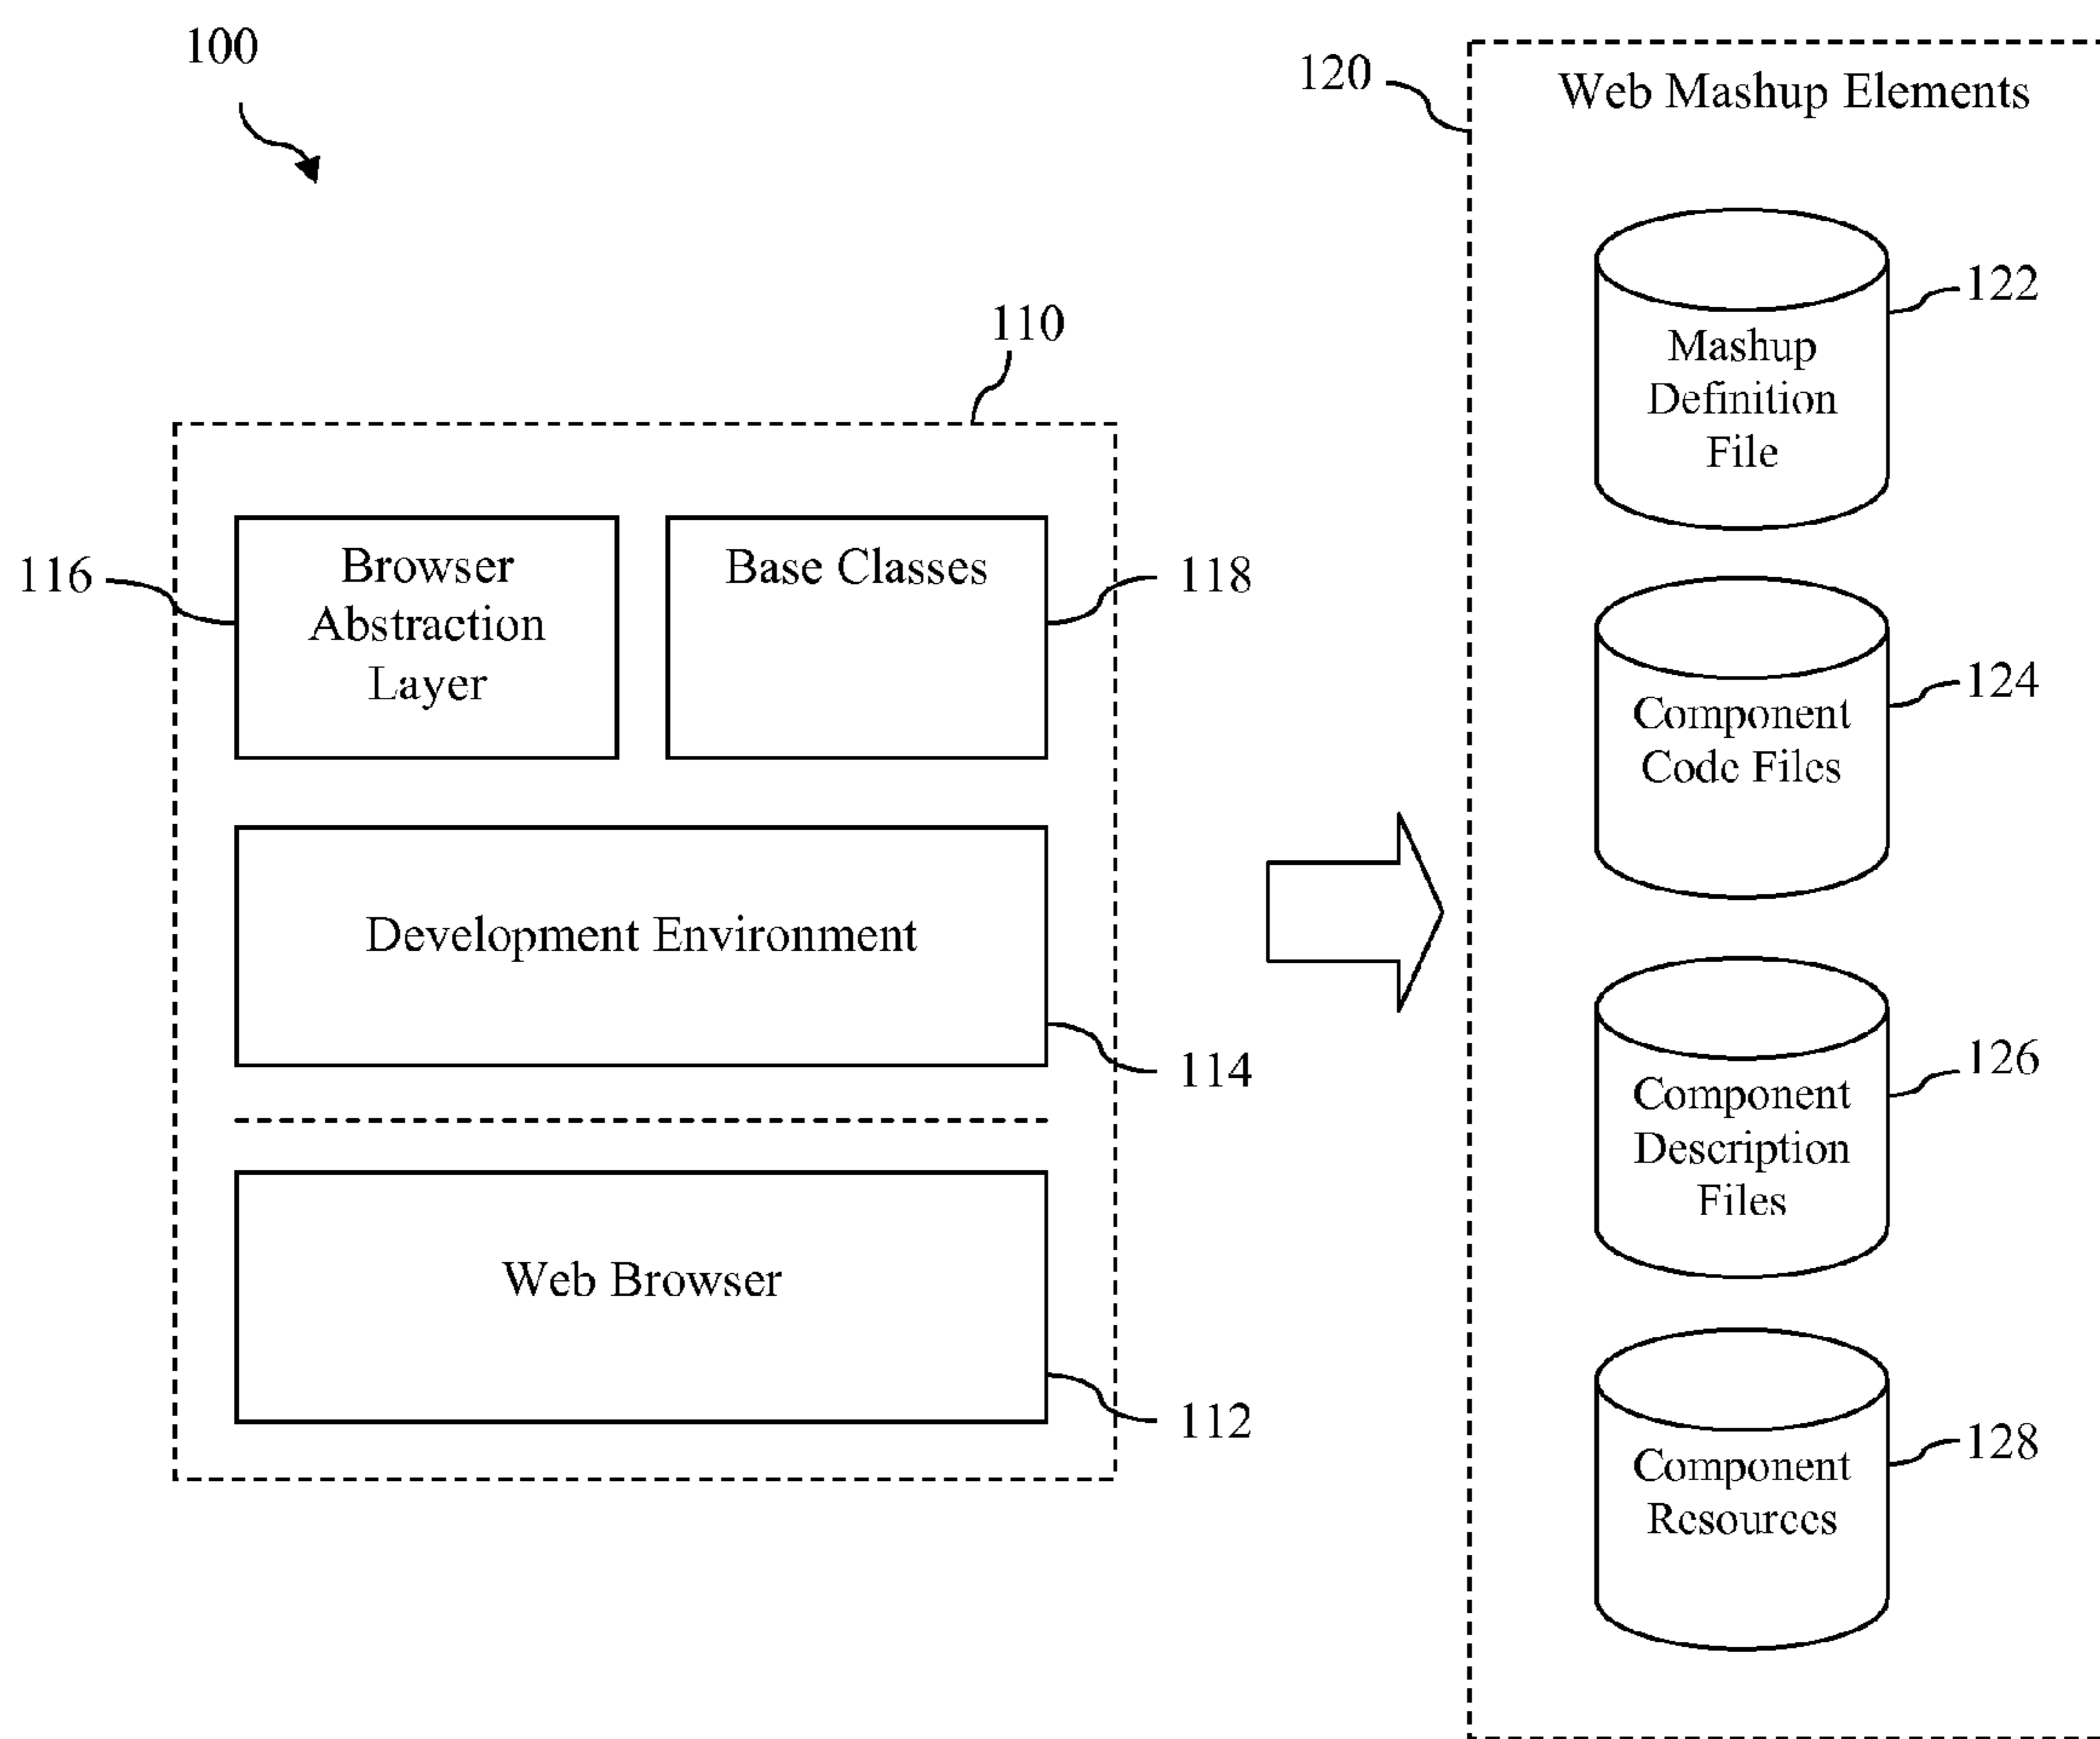 100
120
Web Mashup Elements
110
122
Mashup
Definition
File
116
Browser
Abstraction
Layer
Base Classes
118
124
Component
Code Files
Development Environment
114
126
Component
Description
Files
Web Browser
112
128
Component
Resources